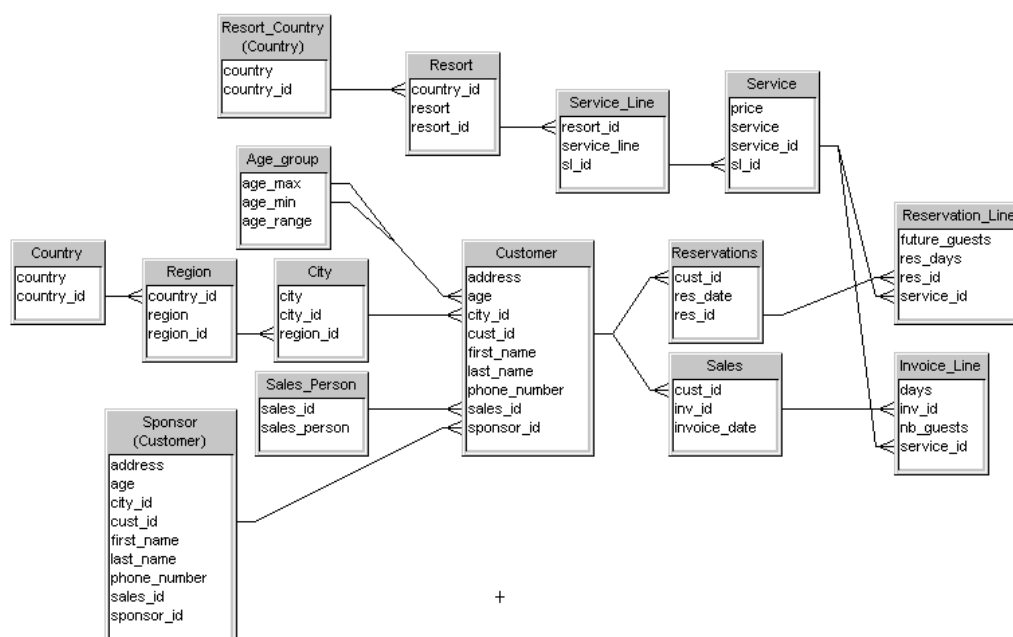 Resort_Country
(Country)
country
country_id
Resort
country_id
resort
resort_id
Service_Line
resort_id
service_line
sl_id
Service
price
service
service_id
sl_id
Age_group
age_max
age_min
age_range
Reservation_Line
future_guests
res_days
res_id
service_id
Country
country
country_id
Region
country_id
region
region_id
City
city
city_id
region_id
Customer
address
age
city_id
cust_id
first_name
last_name
phone_number
sales_id
sponsor_id
Reservations
cust_id
res_date
res_id
Sales
cust_id
inv_id
invoice_date
Invoice_Line
days
inv_id
nb_guests
service_id
Sales_Person
sales_id
sales_person
Sponsor
(Customer)
address
age
city_id
cust_id
first_name
last_name
phone_number
sales_id
sponsor_id